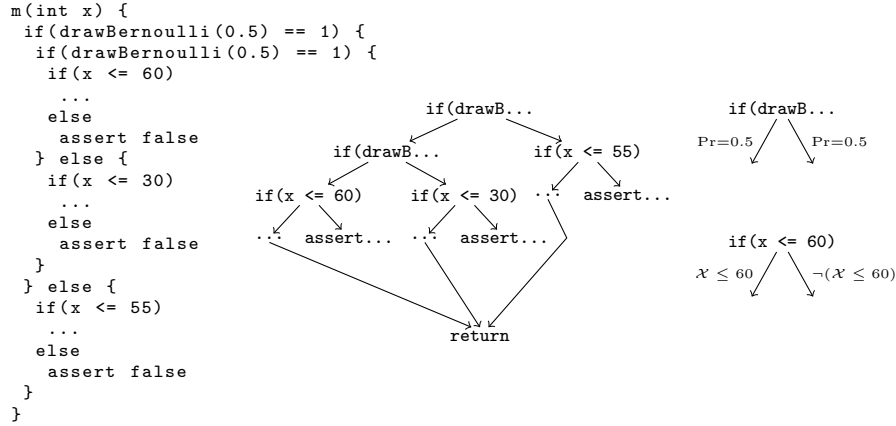 m(int x) {
if(drawBernoulli(0.5) == 1) {
if(drawBernoulli(0.5) == 1) {
if(x <= 60)
...
else
assert false
} else {
if(x <= 30)
...
else
assert false
}
} else {
if(x <= 55)
...
else
assert false
}
}
if(drawB...
if(drawB... if(x <= 55)
if(x <= 60) if(x <= 30) ... assert...
... assert... ... assert...
return
if(drawB...
Pr=0.5 Pr=0.5
if(x <= 60)
𝒳 ≤ 60 ¬(𝒳 ≤ 60)